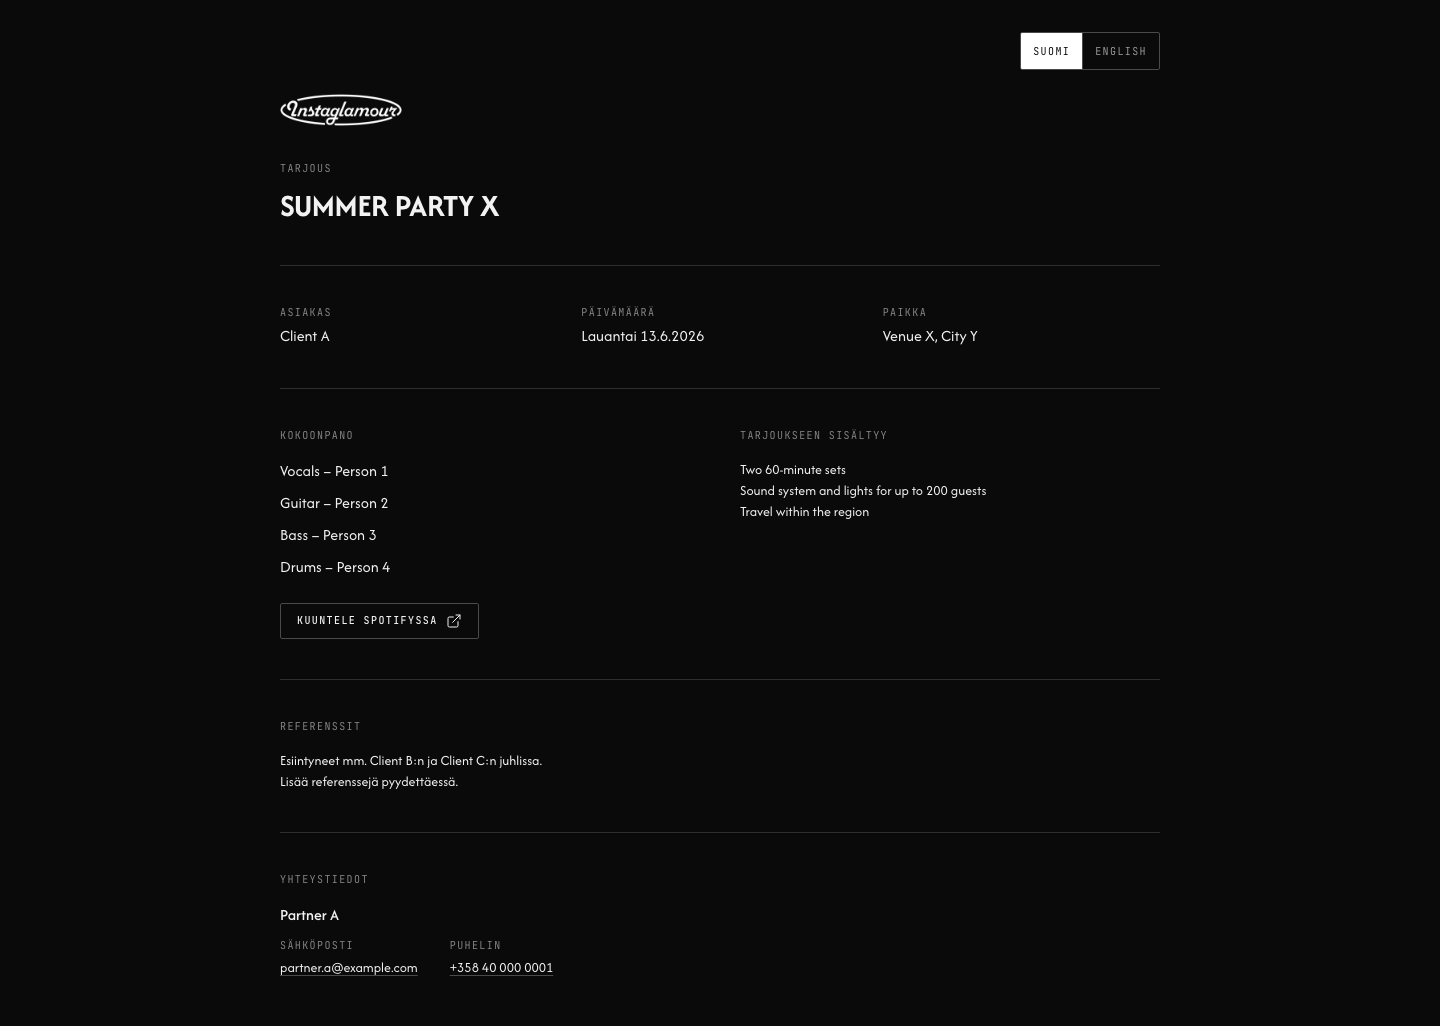 SUOMI
ENGLISH
Instaglamour
TARJOUS
SUMMER PARTY X
ASIAKAS
Client A
PÄIVÄMÄÄRÄ
Lauantai 13.6.2026
PAIKKA
Venue X, City Y
KOKOONPANO
Vocals – Person 1
Guitar – Person 2
Bass – Person 3
Drums – Person 4
KUUNTELE SPOTIFYSSA
TARJOUKSEEN SISÄLTYY
Two 60-minute sets
Sound system and lights for up to 200 guests
Travel within the region
REFERENSSIT
Esiintyneet mm. Client B:n ja Client C:n juhlissa.
Lisää referenssejä pyydettäessä.
YHTEYSTIEDOT
Partner A
SÄHKÖPOSTI
partner.a@example.com
PUHELIN
+358 40 000 0001